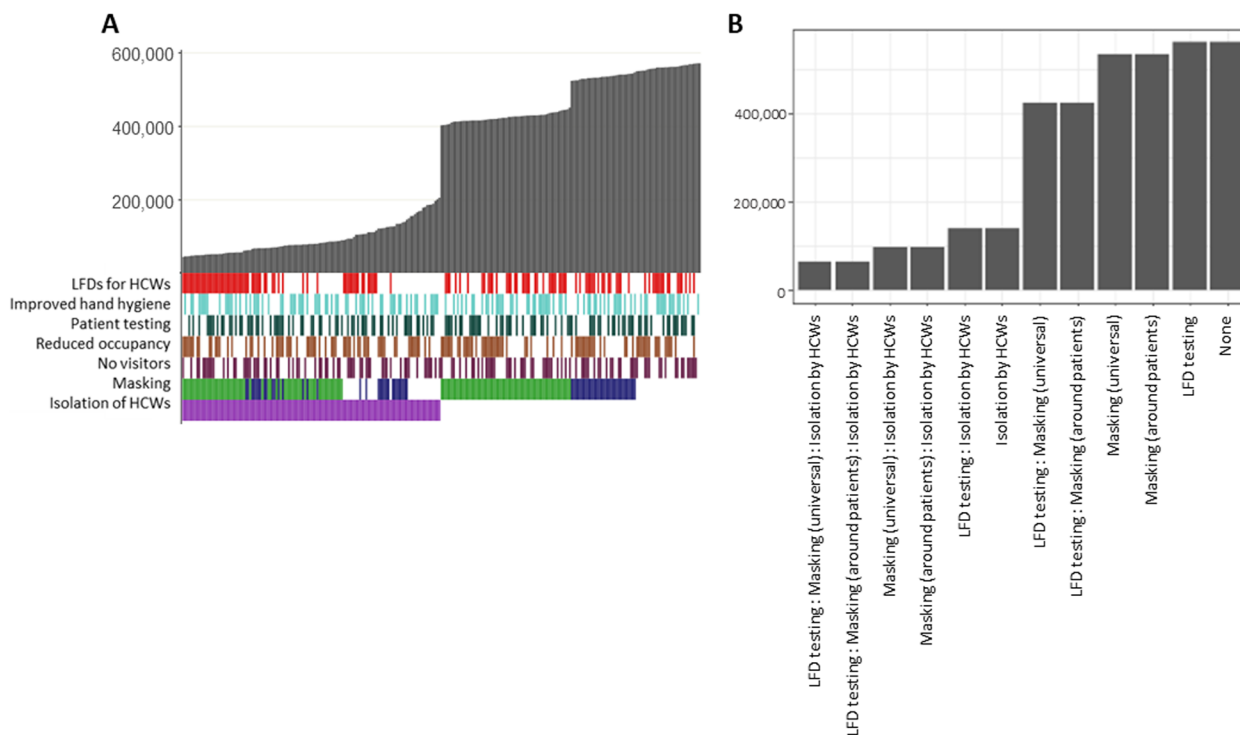 A
600,000
400,000
200,000
LFDs for HCWs
Improved hand hygiene
Patient testing
Reduced occupancy
No visitors
Masking
Isolation of HCWs
B
400,000
200,000
0
LFD testing : Masking (universal) : Isolation by HCWs
LFD testing : Masking (around patients) : Isolation by HCWs
Masking (universal) : Isolation by HCWs
Masking (around patients) : Isolation by HCWs
LFD testing : Isolation by HCWs
Isolation by HCWs
LFD testing : Masking (universal)
LFD testing : Masking (around patients)
Masking (universal)
Masking (around patients)
LFD testing
None